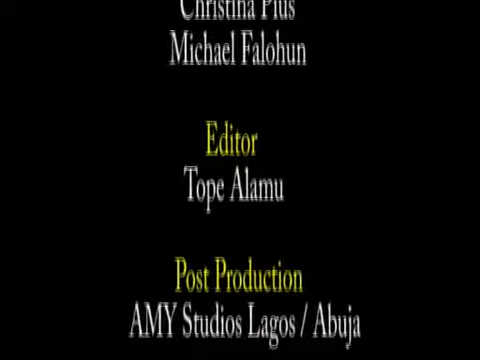 Christina Pius
Michael Falohun
Editor
Tope Alamu
Post Production
AMY Studios Lagos / Abuja